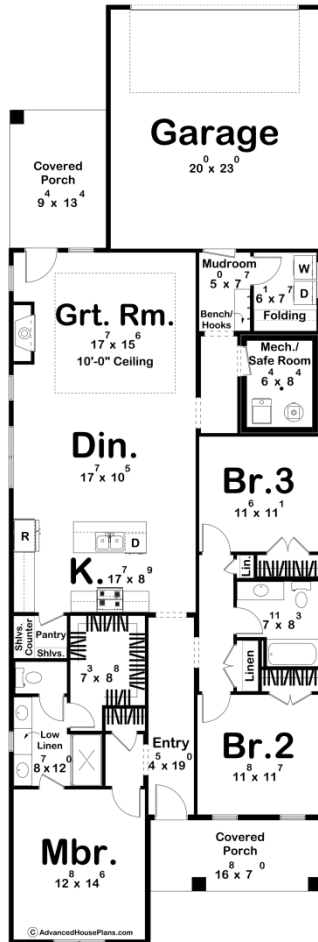 Garage
20⁰ x 23⁰
Covered
Porch
9⁴ x 13⁴
Mudroom
5⁰ x 7⁷
W
D
6¹ x 7⁷
Folding
Bench/
Hooks
Grt. Rm.
17⁷ x 15⁶
10'-0" Ceiling
Mech./
Safe Room
6⁴ x 8⁴
Din.
17⁷ x 10⁵
Br.3
11⁶ x 11¹
R
D
K. 17⁷ x 8⁹
Lin.
Shlvs.
Counter
Pantry
Shlvs.
7¹¹ x 8³
7³ x 8⁸
Linen
Low
Linen
8⁷ x 12⁰
Entry
4⁵ x 19⁰
Br.2
11⁸ x 11⁷
Mbr.
12⁸ x 14⁶
Covered
Porch
16⁸ x 7⁰
© AdvancedHousePlans.com